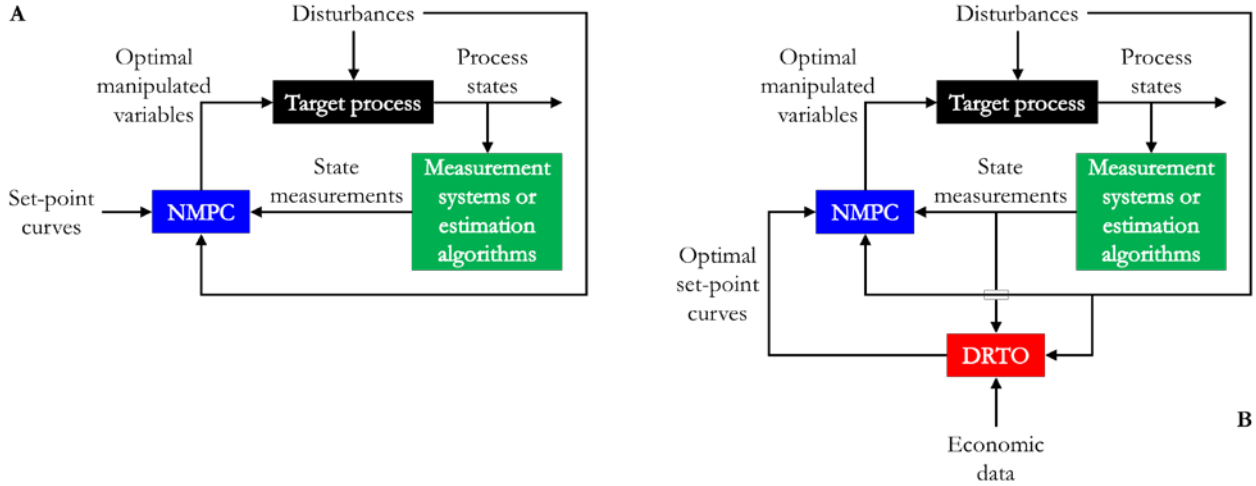 A
Disturbances
Optimal
manipulated
variables
Process
states
Target process
State
measurements
Measurement
systems or
estimation
algorithms
Set-point
curves
NMPC
Disturbances
Optimal
manipulated
variables
Process
states
Target process
State
measurements
Measurement
systems or
estimation
algorithms
NMPC
Optimal
set-point
curves
DRTO
Economic
data
B